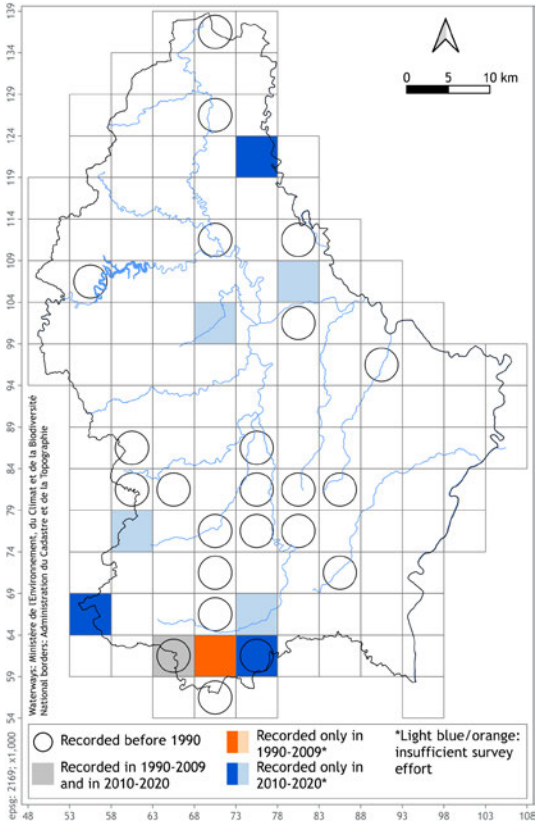 139
134
129
124
119
114
109
104
99
94
89
84
79
74
69
64
59
54
0 5 10 km
Waterways: Ministère de l'Environnement, du Climat et de la Biodiversité
National borders: Administration du Cadastre et de la Topographie
epsg: 2169; x1,000
Recorded before 1990
Recorded in 1990-2009
and in 2010-2020
Recorded only in
1990-2009*
Recorded only in
2010-2020*
*Light blue/orange:
insufficient survey
effort
48 53 58 63 68 73 78 83 88 93 98 103 108